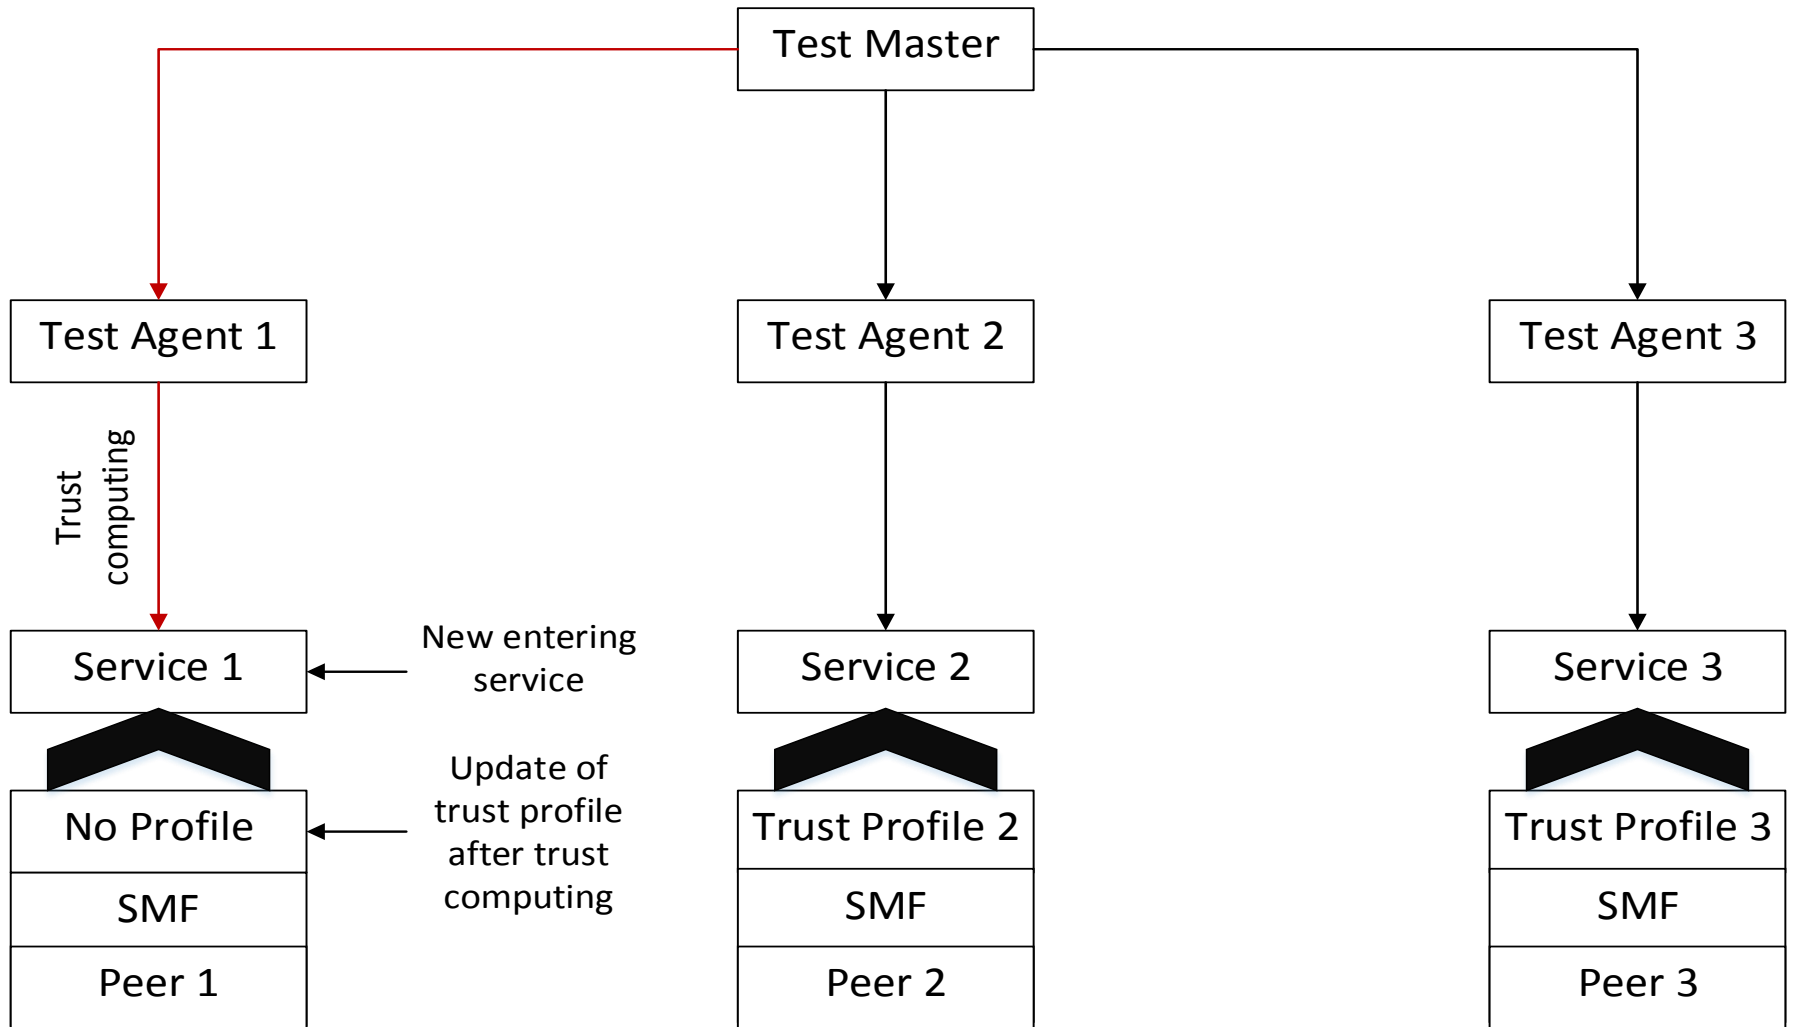 Test Master
Test Agent 1
Test Agent 2
Test Agent 3
Trust
computing
Service 1
New entering
service
Service 2
Service 3
No Profile
Update of
trust profile
after trust
computing
Trust Profile 2
Trust Profile 3
SMF
SMF
SMF
Peer 1
Peer 2
Peer 3